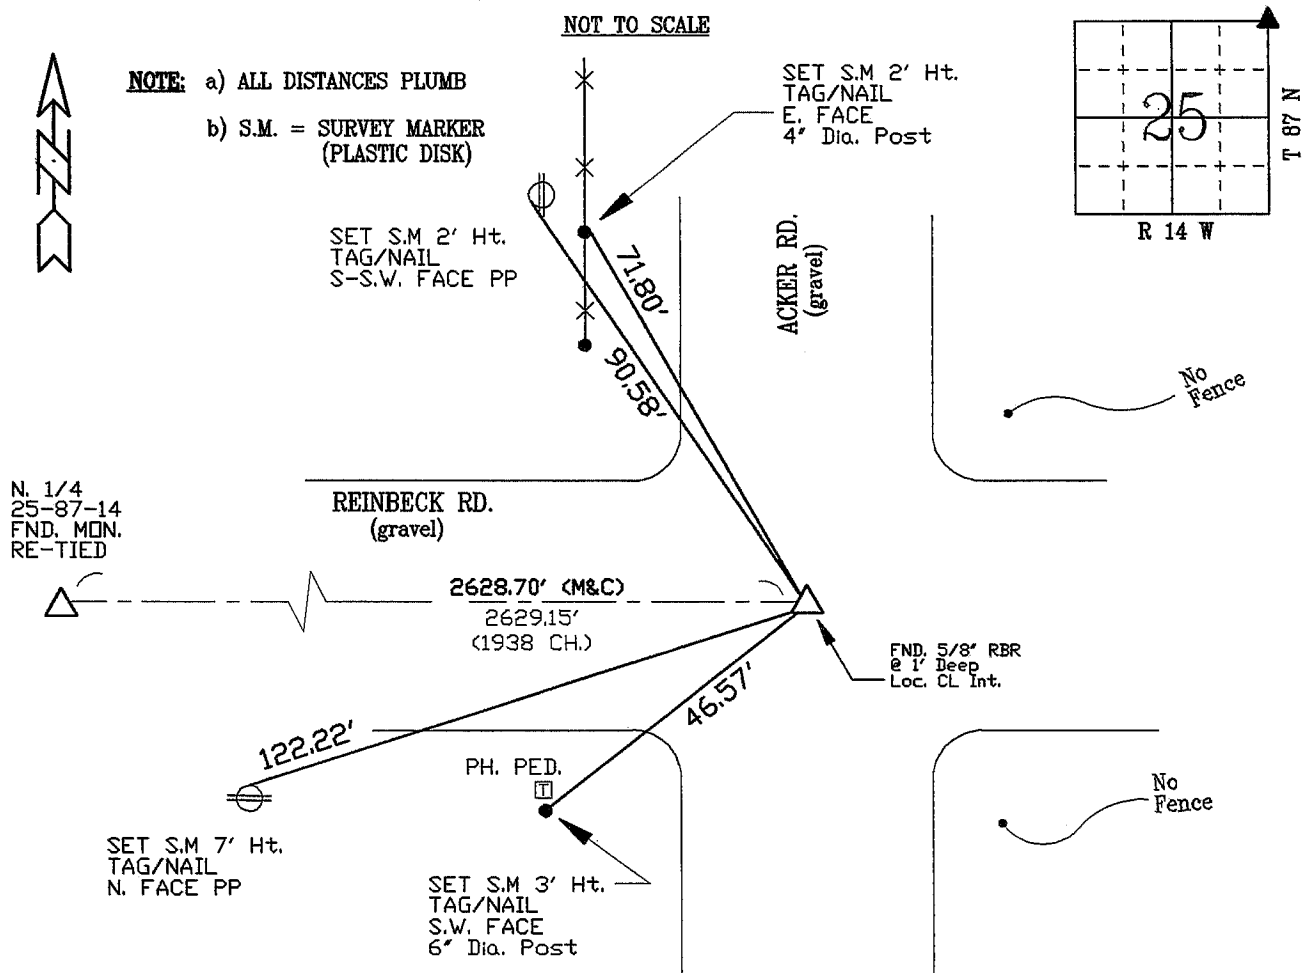 NOT TO SCALE
NOTE: a) ALL DISTANCES PLUMB
b) S.M. = SURVEY MARKER
(PLASTIC DISK)
SET S.M 2' Ht.
TAG/NAIL
E. FACE
4" Dia. Post
25
T 87 N
R 14 W
N
SET S.M 2' Ht.
TAG/NAIL
S-S.W. FACE PP
71.80'
90.58'
ACKER RD.
(gravel)
No
Fence
N. 1/4
25-87-14
FND. MON.
RE-TIED
REINBECK RD.
(gravel)
2628.70' (M&C)
2629.15'
(1938 CH.)
FND. 5/8" RBR
@ 1' Deep
Loc. CL Int.
46.57'
122.22'
PH. PED.
T
No
Fence
SET S.M 7' Ht.
TAG/NAIL
N. FACE PP
SET S.M 3' Ht.
TAG/NAIL
S.W. FACE
6" Dia. Post